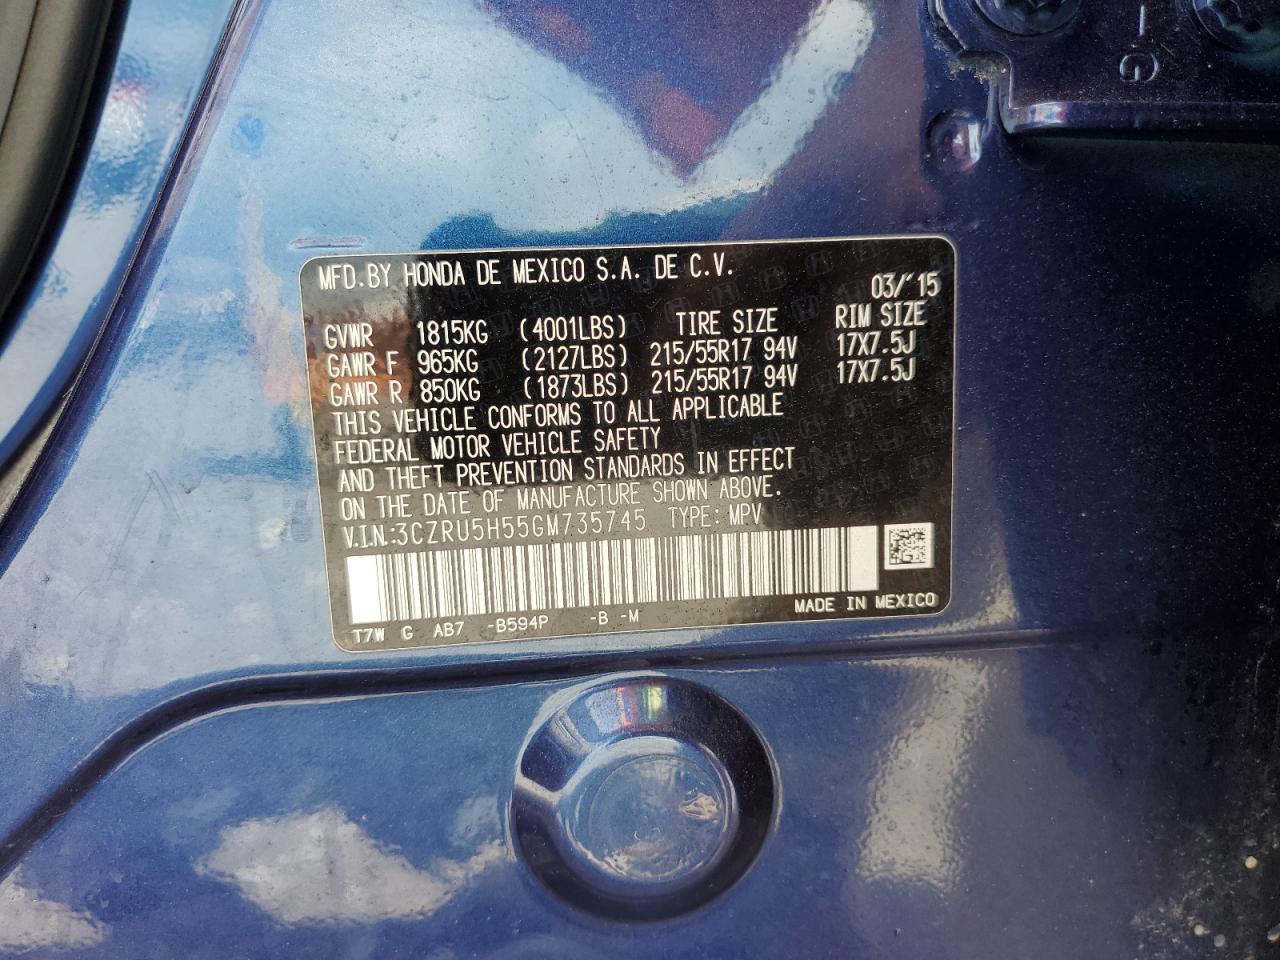 G
MFD.BY HONDA DE MEXICO S.A. DE C.V.
03/'15
GVWR 1815KG (4001LBS) TIRE SIZE RIM SIZE
GAWR F 965KG (2127LBS) 215/55R17 94V 17X7.5J
GAWR R 850KG (1873LBS) 215/55R17 94V 17X7.5J
THIS VEHICLE CONFORMS TO ALL APPLICABLE
FEDERAL MOTOR VEHICLE SAFETY
AND THEFT PREVENTION STANDARDS IN EFFECT
ON THE DATE OF MANUFACTURE SHOWN ABOVE.
V.I.N.:3CZRU5H55GM735745 TYPE: MPV
MADE IN MEXICO
T7W G AB7 -B594P -B -M